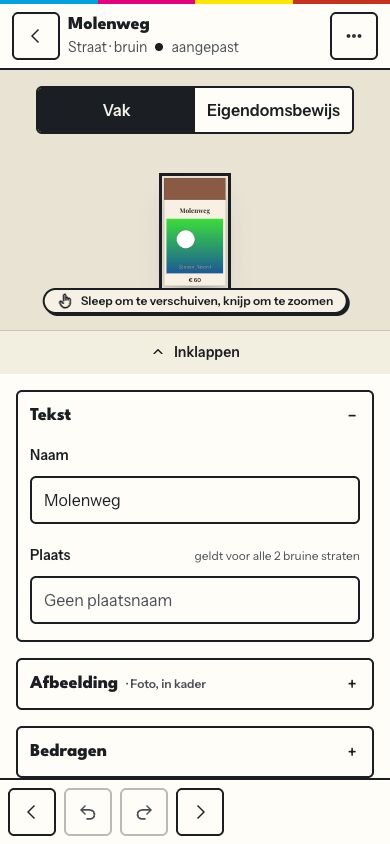 Molenweg
Straat · bruin ● aangepast
Vak
Eigendomsbewijs
Molenweg
€ 60
Sleep om te verschuiven, knijp om te zoomen
Inklappen
Tekst
Naam
Molenweg
Plaats
geldt voor alle 2 bruine straten
Geen plaatsnaam
Afbeelding · Foto, in kader
Bedragen